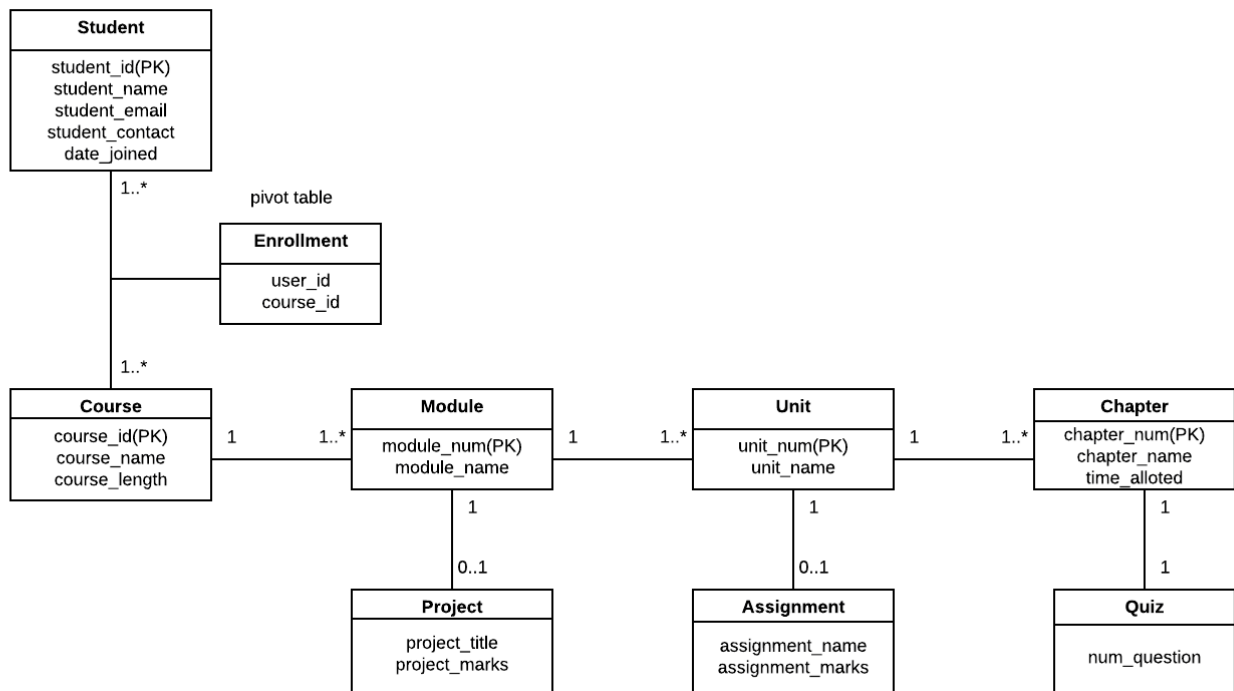 Student
student_id(PK)
student_name
student_email
student_contact
date_joined
1..*
pivot table
Enrollment
user_id
course_id
1..*
Course
course_id(PK)
course_name
course_length
1
1..*
Module
module_num(PK)
module_name
1
1..*
Unit
unit_num(PK)
unit_name
1
1..*
Chapter
chapter_num(PK)
chapter_name
time_alloted
1
0..1
Project
project_title
project_marks
1
0..1
Assignment
assignment_name
assignment_marks
1
1
Quiz
num_question